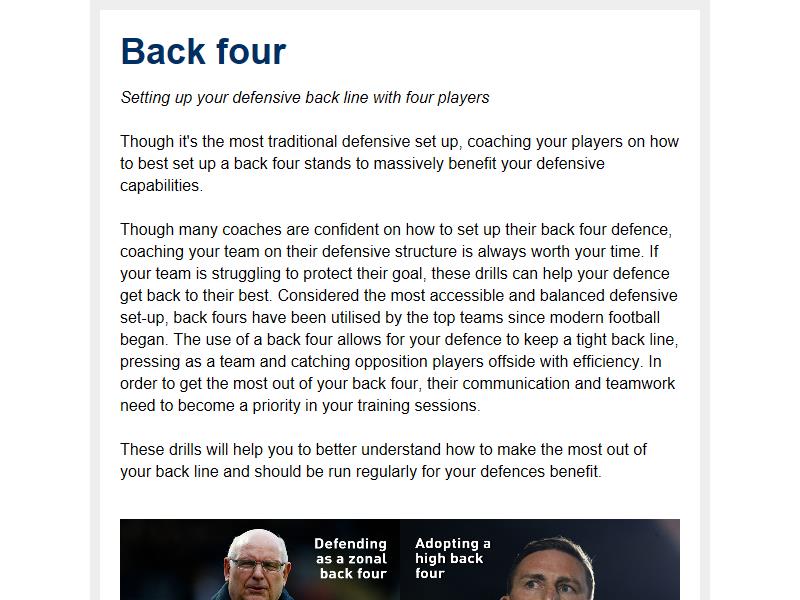 Back four
Setting up your defensive back line with four players
Though it's the most traditional defensive set up, coaching your players on how
to best set up a back four stands to massively benefit your defensive
capabilities.
Though many coaches are confident on how to set up their back four defence,
coaching your team on their defensive structure is always worth your time. If
your team is struggling to protect their goal, these drills can help your defence
get back to their best. Considered the most accessible and balanced defensive
set-up, back fours have been utilised by the top teams since modern football
began. The use of a back four allows for your defence to keep a tight back line,
pressing as a team and catching opposition players offside with efficiency. In
order to get the most out of your back four, their communication and teamwork
need to become a priority in your training sessions.
These drills will help you to better understand how to make the most out of
your back line and should be run regularly for your defences benefit.
Defending
as a zonal
back four
Adopting a
high back
four